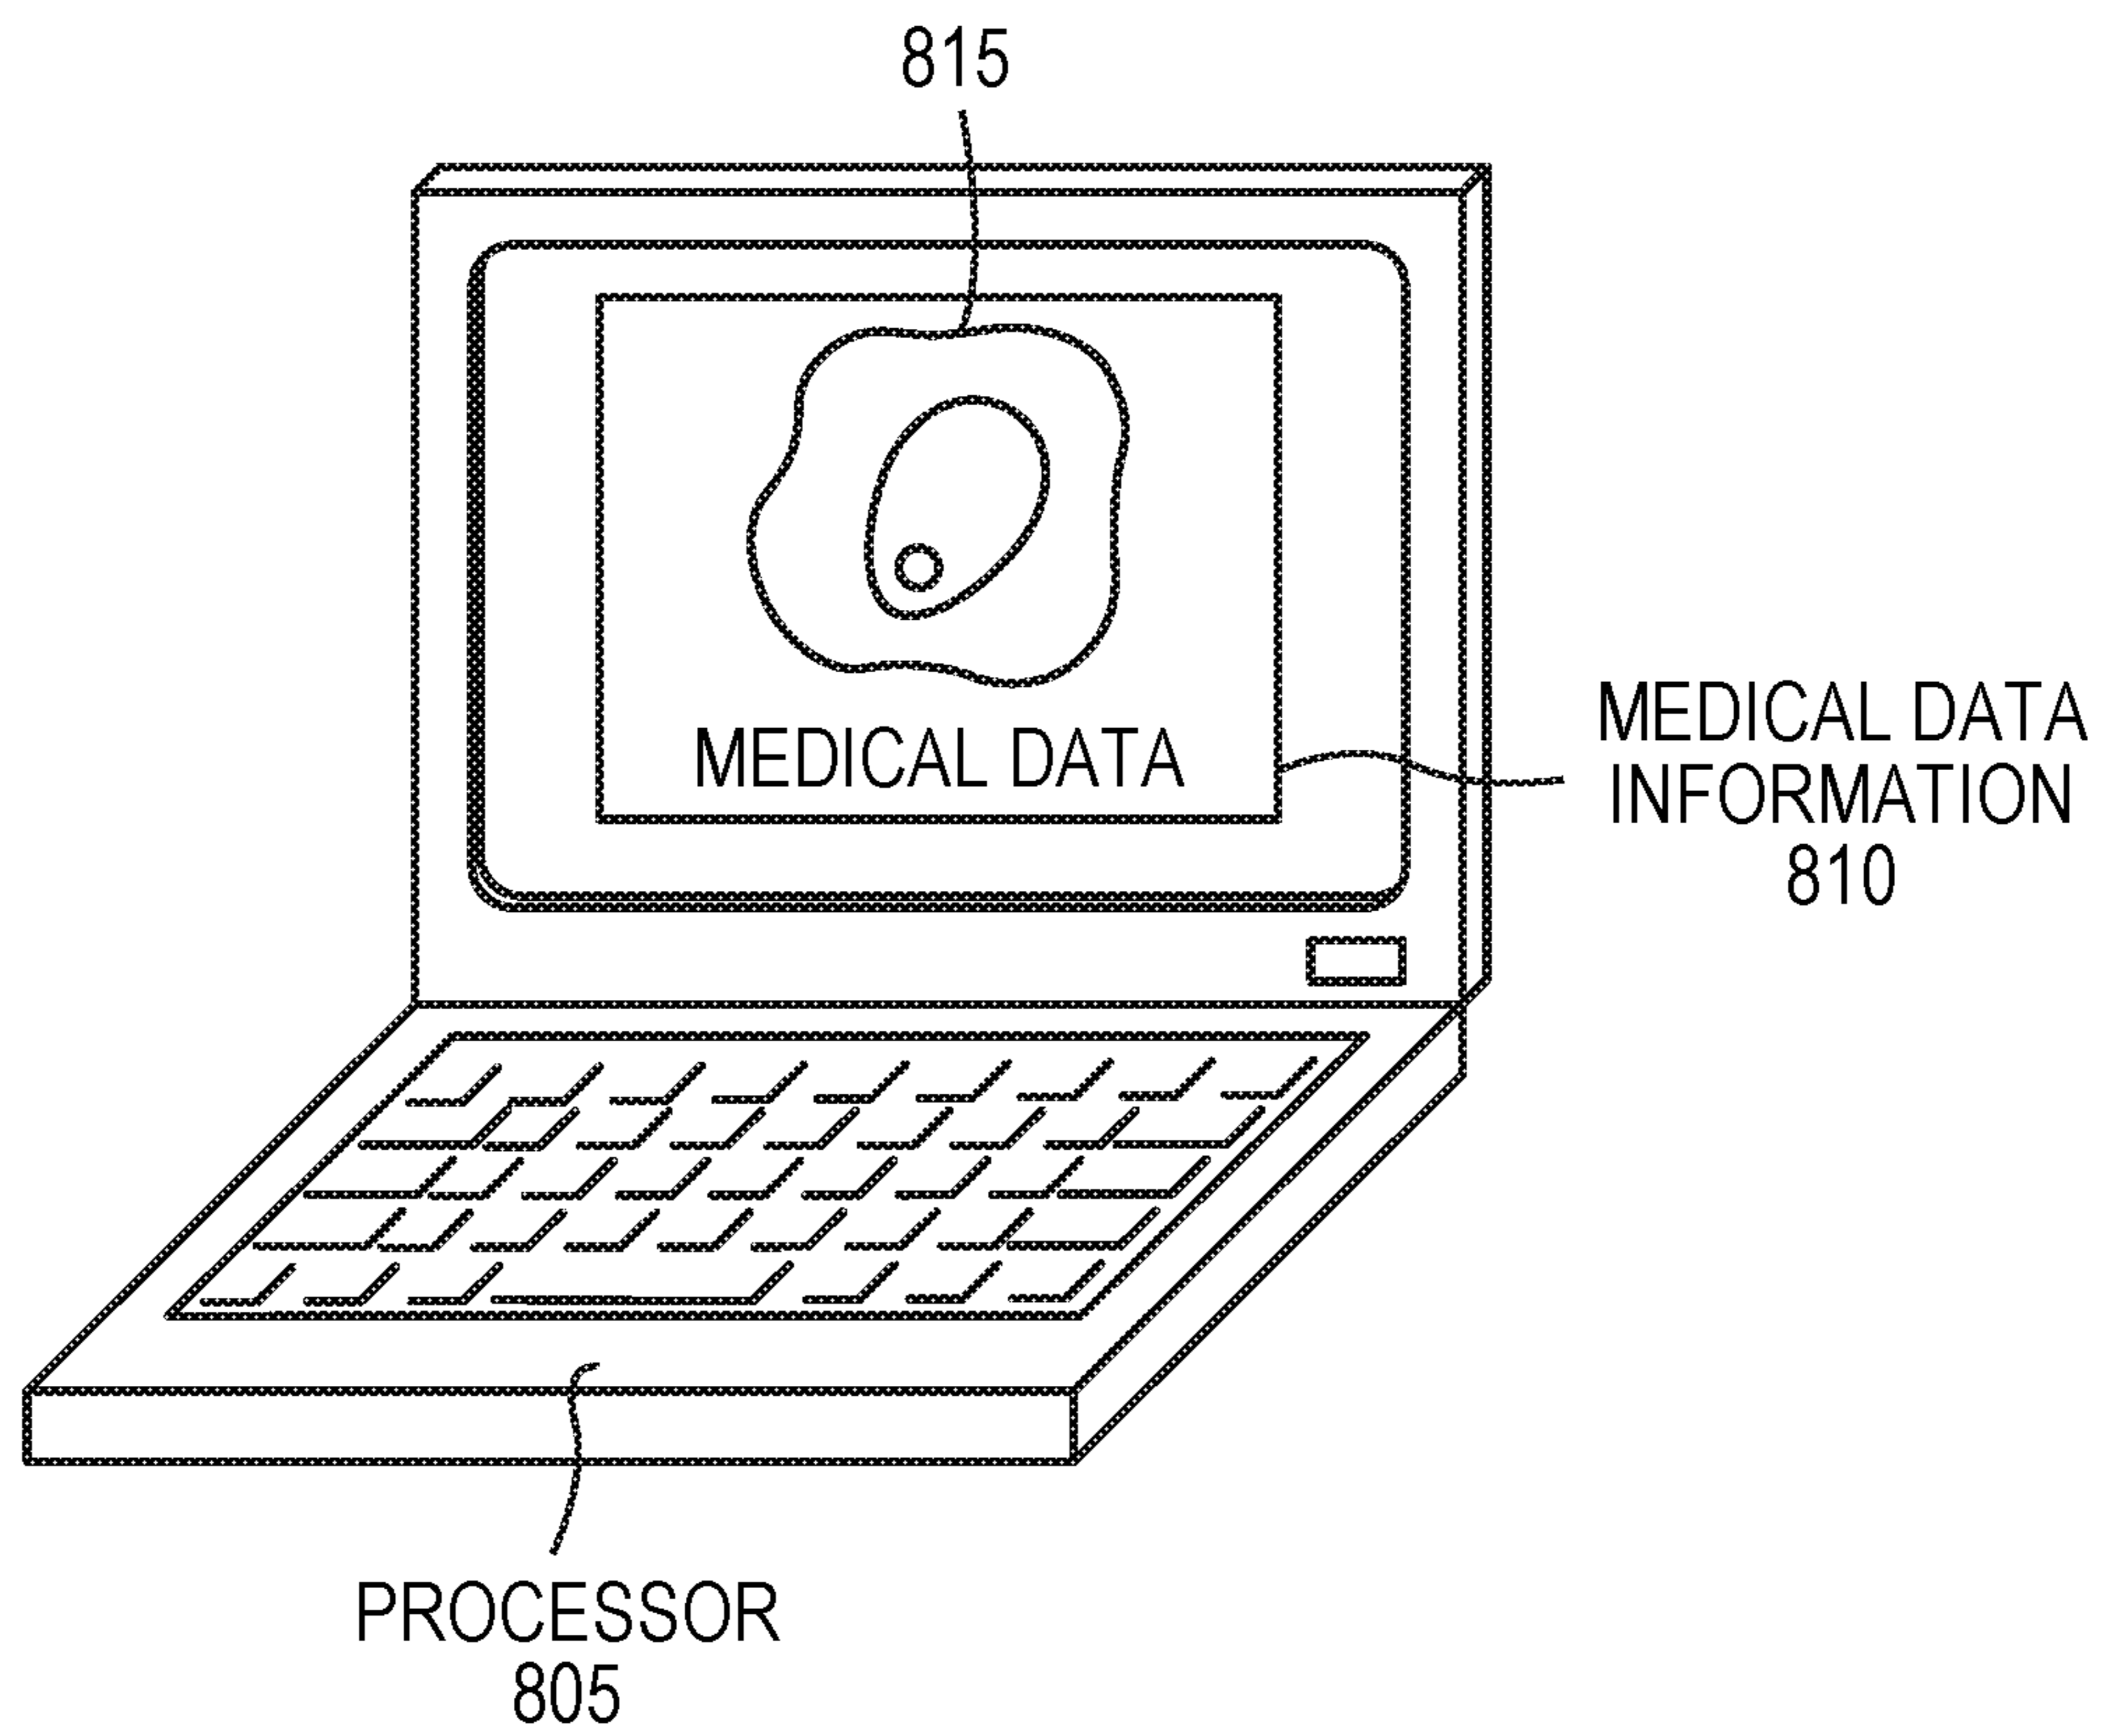 815
MEDICAL DATA
MEDICAL DATA
INFORMATION
810
PROCESSOR
805